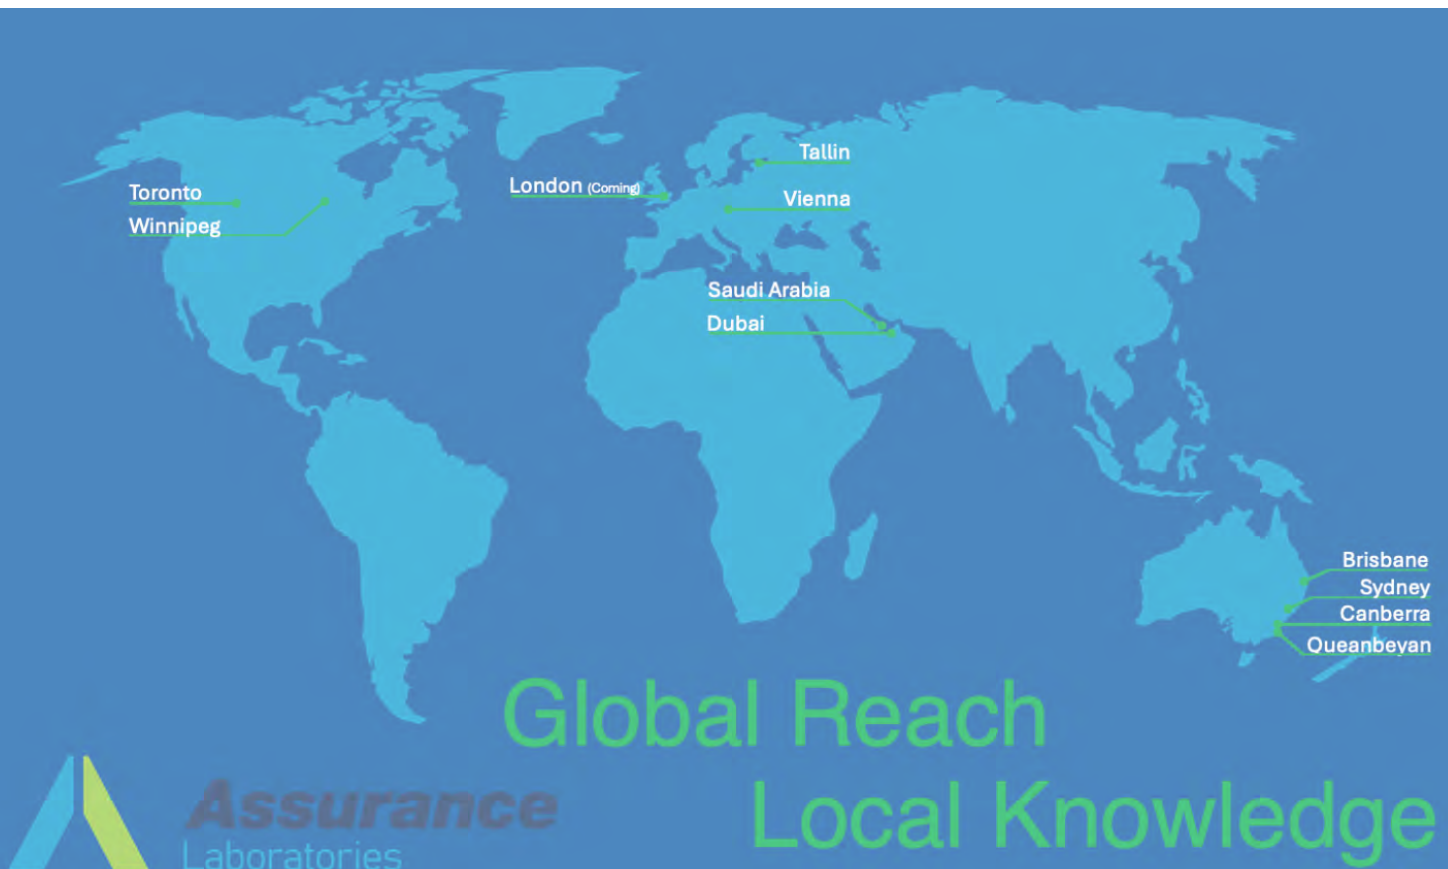 Tallin
London (Coming)
Toronto
Vienna
Winnipeg
Saudi Arabia
Dubai
Brisbane
Sydney
Canberra
Queanbeyan
Global Reach
Local Knowledge
Assurance
Laboratories